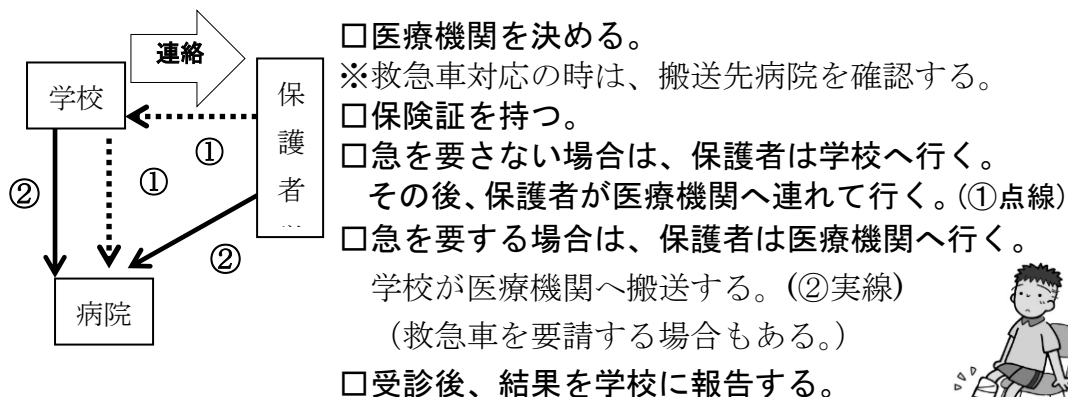 連絡
学校
保護者
①
①
②
②
病院
□医療機関を決める。
※救急車対応の時は、搬送先病院を確認する。
□保険証を持つ。
□急を要さない場合は、保護者は学校へ行く。
その後、保護者が医療機関へ連れて行く。(①点線)
□急を要する場合は、保護者は医療機関へ行く。
学校が医療機関へ搬送する。(②実線)
（救急車を要請する場合もある。）
□受診後、結果を学校に報告する。